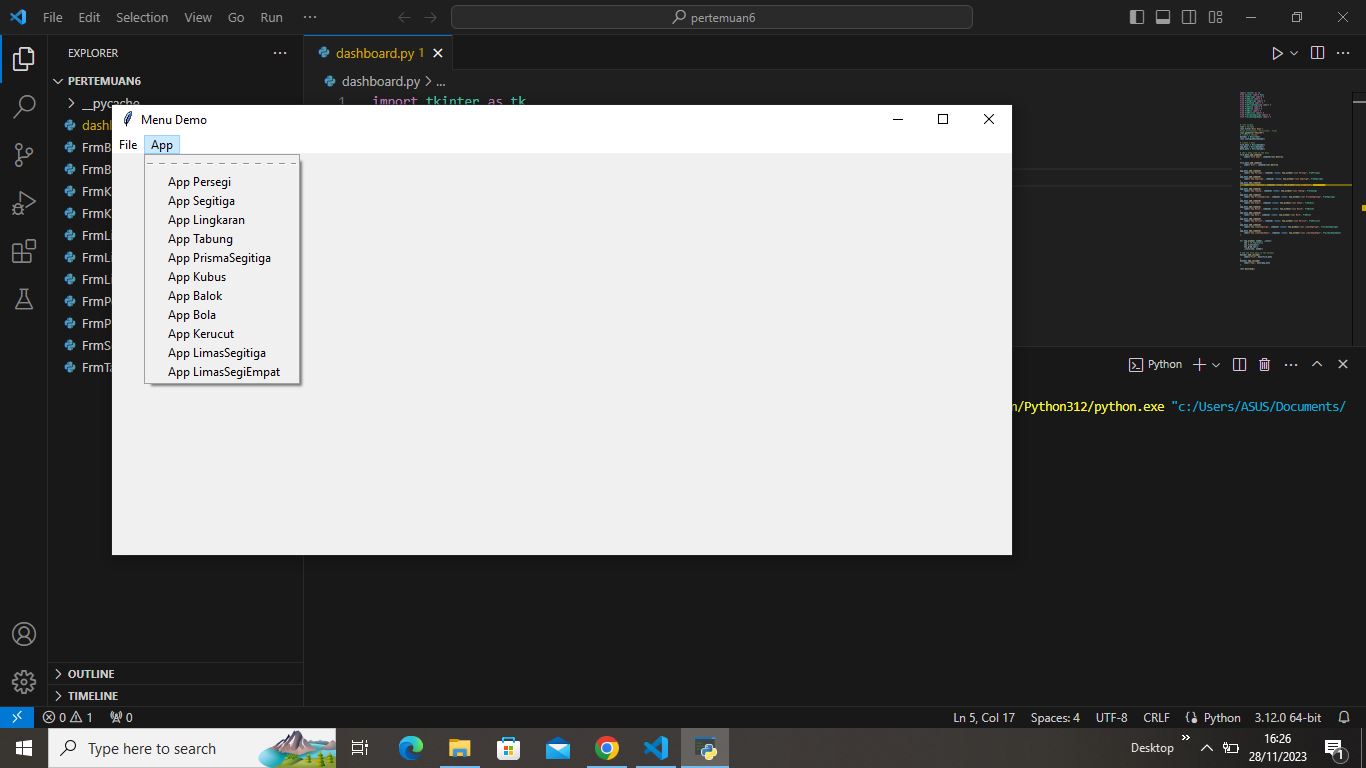 File Edit Selection View Go Run ···
pertemuan6
EXPLORER
dashboard.py 1
PERTEMUAN6
dashboard.py > ...
__pycache__
1 import tkinter as tk
Menu Demo
File App
App Persegi
App Segitiga
App Lingkaran
App Tabung
App PrismaSegitiga
App Kubus
App Balok
App Bola
App Kerucut
App LimasSegitiga
App LimasSegiEmpat
dashl
FrmB
FrmB
FrmK
FrmK
FrmL
FrmL
FrmL
FrmP
FrmP
FrmS
FrmTa
Python
n/Python312/python.exe "c:/Users/ASUS/Documents/
OUTLINE
TIMELINE
0 1 0
Ln 5, Col 17 Spaces: 4 UTF-8 CRLF Python 3.12.0 64-bit
Type here to search
Desktop
16:26
28/11/2023
1